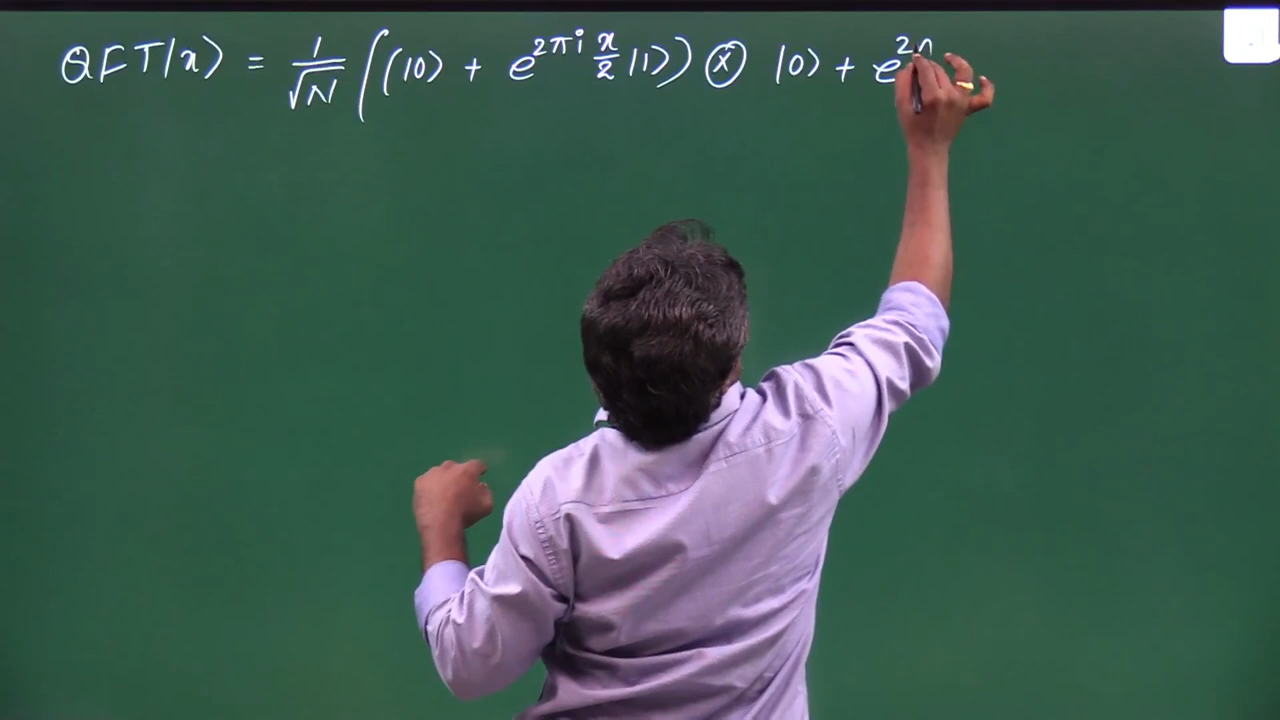 QFT|x⟩ = 1/√N ((|0⟩ + e^{2πi x/2}|1⟩) ⊗ |0⟩ + e^{2π